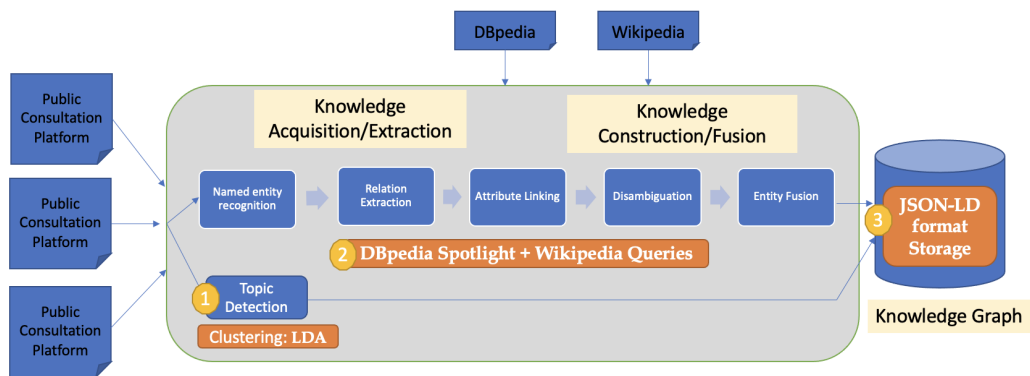 DBpedia
Wikipedia
Public
Consultation
Platform
Public
Consultation
Platform
Public
Consultation
Platform
Knowledge
Acquisition/Extraction
Knowledge
Construction/Fusion
Named entity
recognition
Relation
Extraction
Attribute Linking
Disambiguation
Entity Fusion
2
DBpedia Spotlight + Wikipedia Queries
1
Topic
Detection
Clustering: LDA
3
JSON-LD
format
Storage
Knowledge Graph